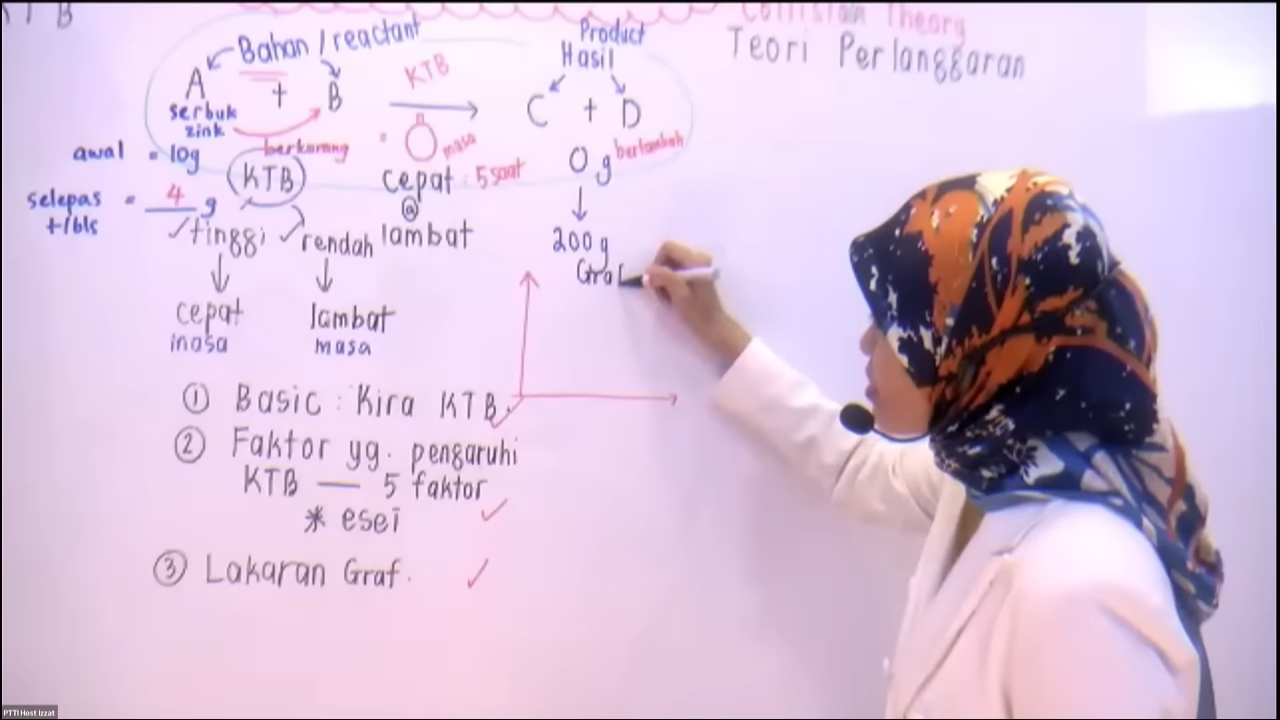 KTB
Collision Theory
Teori Perlanggaran
Bahan / reactant
A + B
serbuk
zink
KTB
Product
Hasil
C + D
berkurang
= masa
0 g bertambah
awal = 10g
KTB
cepat : 5 saat
@
lambat
selepas = 4 g
t/bls
200 g
Graf
tinggi
rendah
cepat
masa
lambat
masa
① Basic : Kira KTB.
② Faktor yg. pengaruhi
KTB — 5 faktor
* esei
③ Lakaran Graf.
PTTI Host Izzat